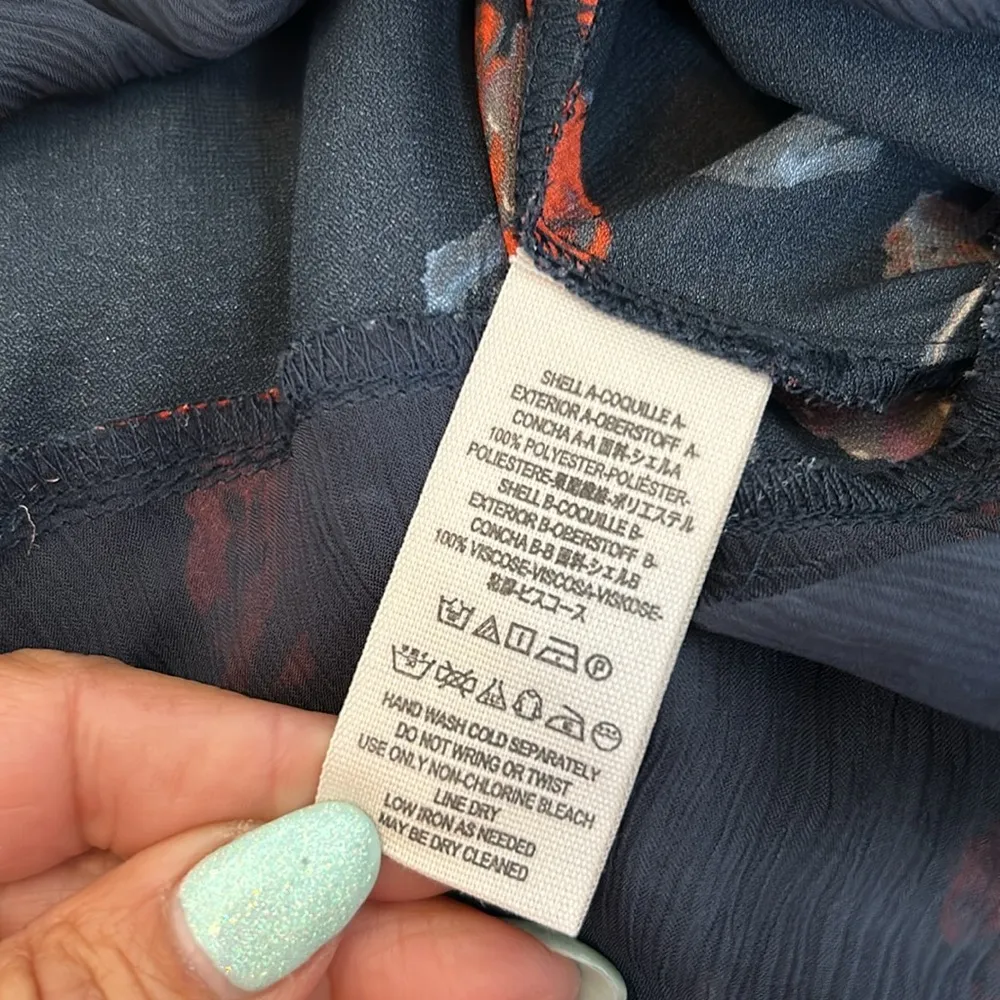 SHELL A-COQUILLE A-
EXTERIOR A-OBERSTOFF A-
CONCHA A-A 面料-シェルA
100% POLYESTER-POLIÉSTER-
POLIESTERE-聚酯纖維-ポリエステル
SHELL B-COQUILLE B-
EXTERIOR B-OBERSTOFF B-
CONCHA B-B 面料-シェルB
100% VISCOSE-VISCOSA-VISKOSE-
粘膠-ビスコース
P
HAND WASH COLD SEPARATELY
DO NOT WRING OR TWIST
USE ONLY NON-CHLORINE BLEACH
LINE DRY
LOW IRON AS NEEDED
MAY BE DRY CLEANED